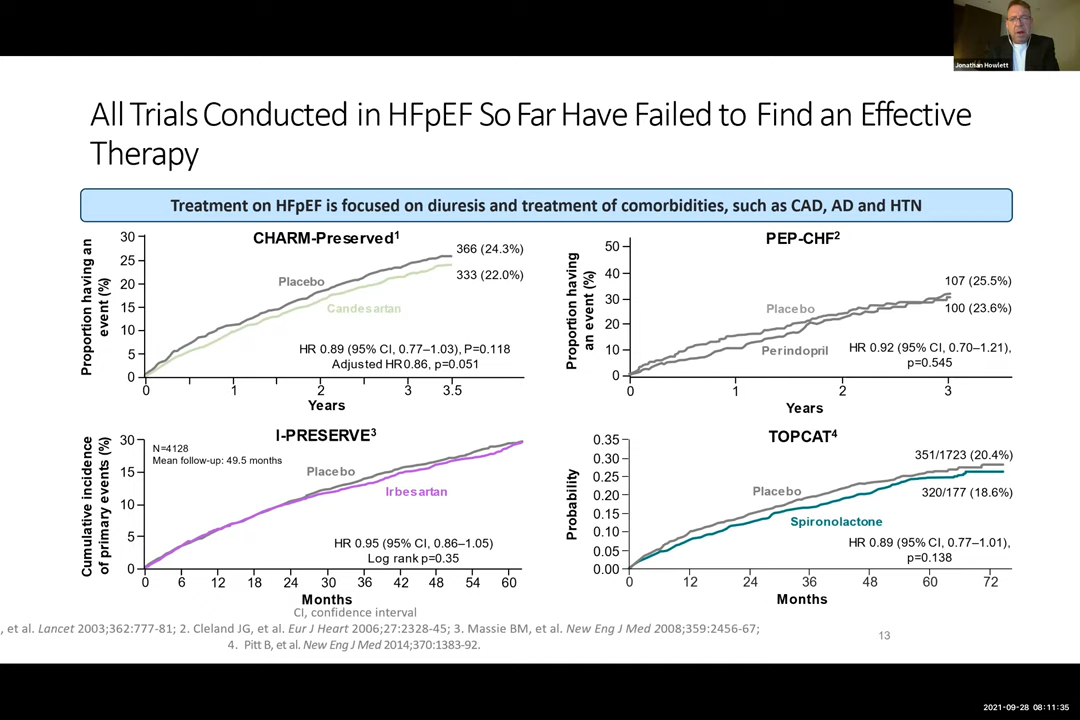 Jonathan Howlett
All Trials Conducted in HFpEF So Far Have Failed to Find an Effective
Therapy
Treatment on HFpEF is focused on diuresis and treatment of comorbidities, such as CAD, AD and HTN
CHARM-Preserved1
Proportion having an
event (%)
30
25
20
15
10
5
0
366 (24.3%)
333 (22.0%)
Placebo
Candesartan
HR 0.89 (95% CI, 0.77–1.03), P=0.118
Adjusted HR0.86, p=0.051
0 1 2 3 3.5
Years
PEP-CHF2
Proportion having
an event (%)
50
40
30
20
10
0
107 (25.5%)
100 (23.6%)
Placebo
Perindopril
HR 0.92 (95% CI, 0.70–1.21),
p=0.545
0 1 2 3
Years
I-PRESERVE3
Cumulative incidence
of primary events (%)
30
15
10
5
0
N=4128
Mean follow-up: 49.5 months
Placebo
Irbesartan
HR 0.95 (95% CI, 0.86–1.05)
Log rank p=0.35
0 6 12 18 24 30 36 42 48 54 60
Months
TOPCAT4
Probability
0.35
0.30
0.25
0.20
0.15
0.10
0.05
0.00
351/1723 (20.4%)
320/177 (18.6%)
Placebo
Spironolactone
HR 0.89 (95% CI, 0.77–1.01),
p=0.138
0 12 24 36 48 60 72
Months
CI, confidence interval
, et al. Lancet 2003;362:777-81; 2. Cleland JG, et al. Eur J Heart 2006;27:2328-45; 3. Massie BM, et al. New Eng J Med 2008;359:2456-67;
4. Pitt B, et al. New Eng J Med 2014;370:1383-92.
13
2021-09-28 08:11:35